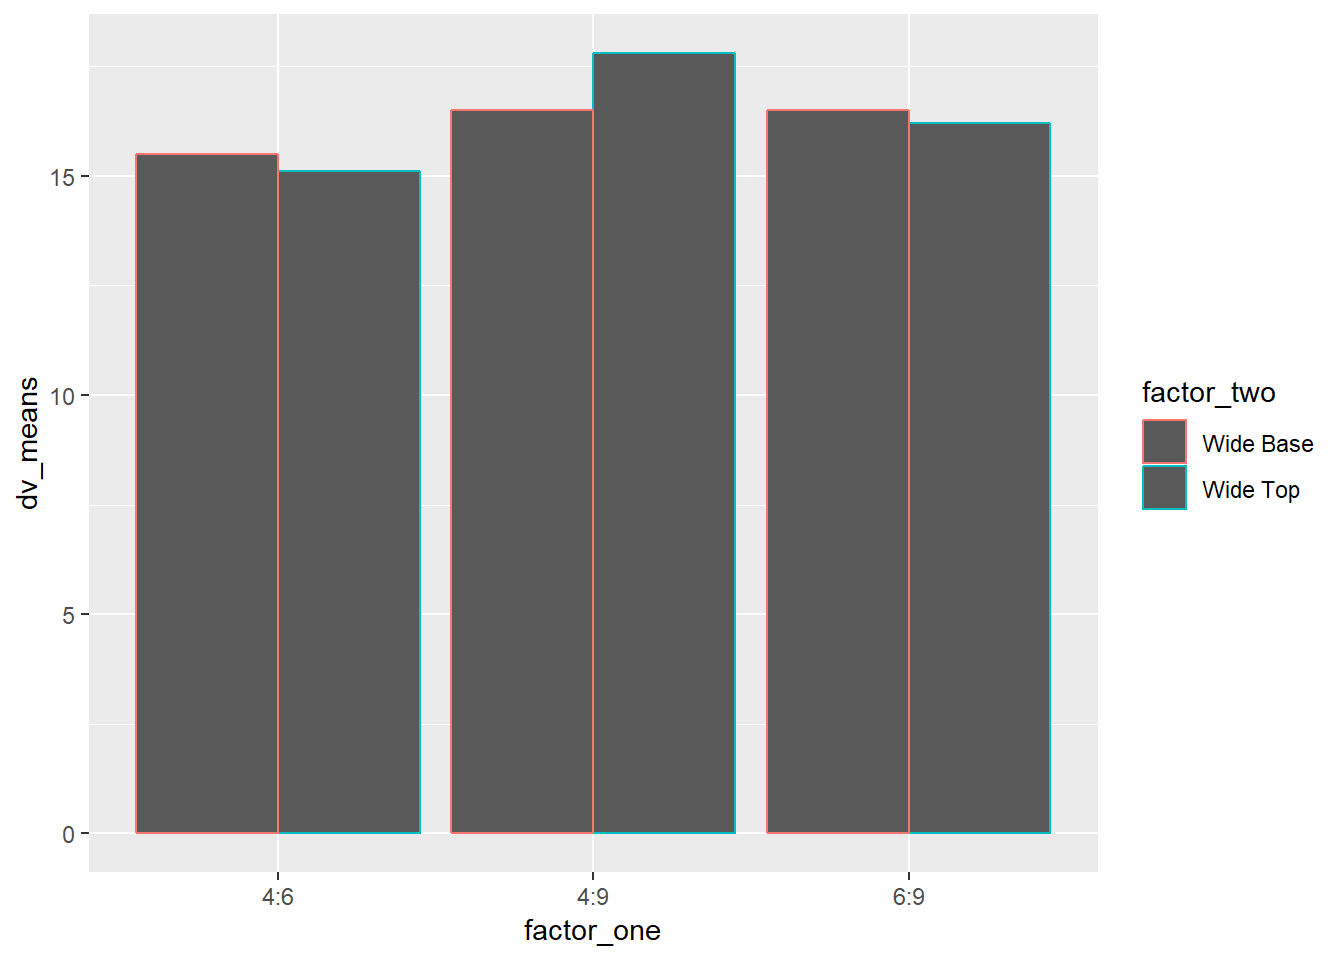 15
10
5
0
dv_means
4:6
4:9
6:9
factor_one
factor_two
Wide Base
Wide Top